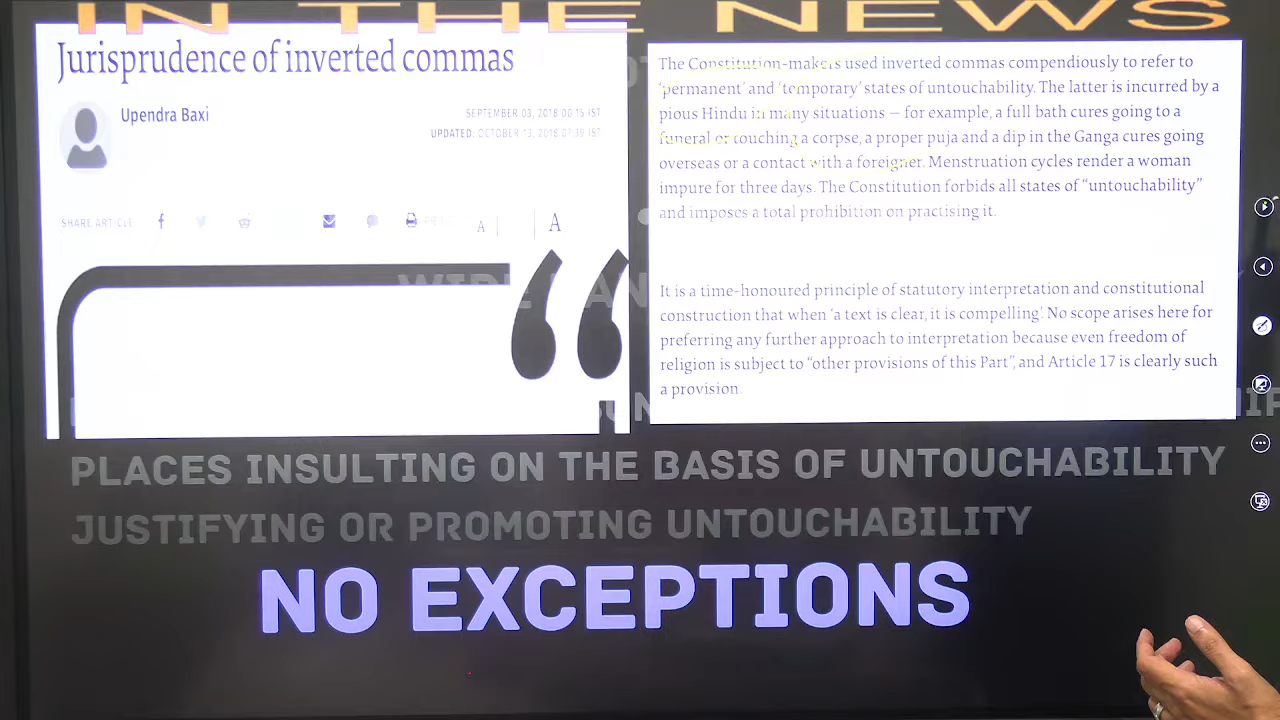 IN THE NEWS
Jurisprudence of inverted commas
Upendra Baxi
SEPTEMBER 03, 2018 00:15 IST
UPDATED: OCTOBER 13, 2018 01:39 IST
SHARE ARTICLE
A
A
The Constitution-makers used inverted commas compendiously to refer to
'permanent' and 'temporary' states of untouchability. The latter is incurred by a
pious Hindu in many situations — for example, a full bath cures going to a
funeral or touching a corpse, a proper puja and a dip in the Ganga cures going
overseas or a contact with a foreigner. Menstruation cycles render a woman
impure for three days. The Constitution forbids all states of “untouchability”
and imposes a total prohibition on practising it.
It is a time-honoured principle of statutory interpretation and constitutional
construction that when 'a text is clear, it is compelling'. No scope arises here for
preferring any further approach to interpretation because even freedom of
religion is subject to “other provisions of this Part”, and Article 17 is clearly such
a provision.
PLACES INSULTING ON THE BASIS OF UNTOUCHABILITY
JUSTIFYING OR PROMOTING UNTOUCHABILITY
NO EXCEPTIONS